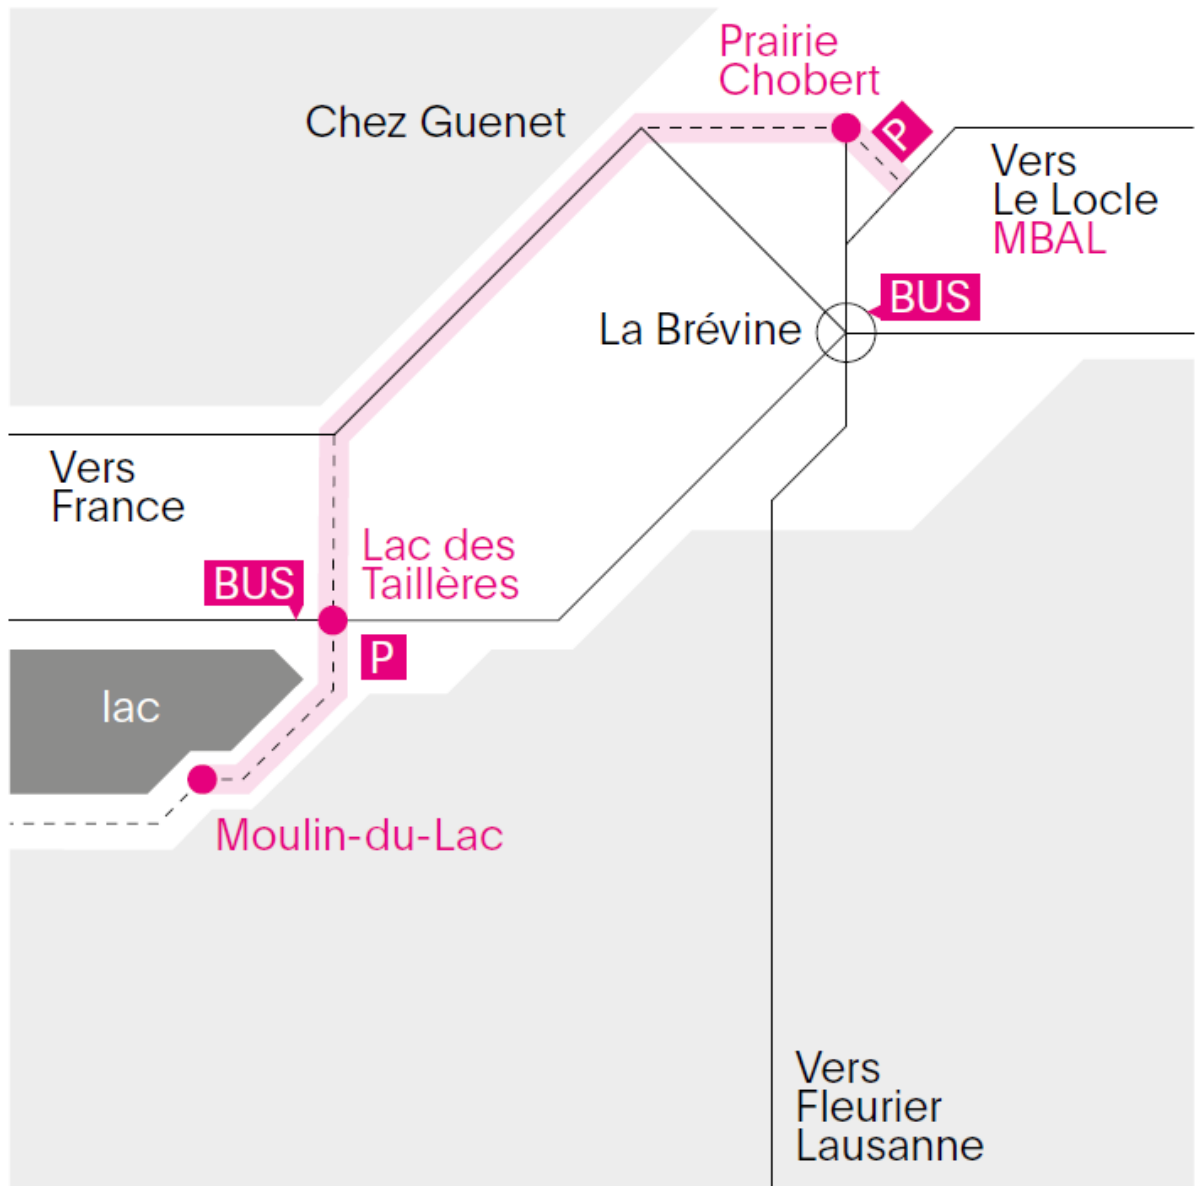 Prairie
Chobert
Chez Guenet
P
Vers
Le Locle
MBAL
BUS
La Brévine
Vers
France
Lac des
Taillères
BUS
P
lac
Moulin-du-Lac
Vers
Fleurier
Lausanne